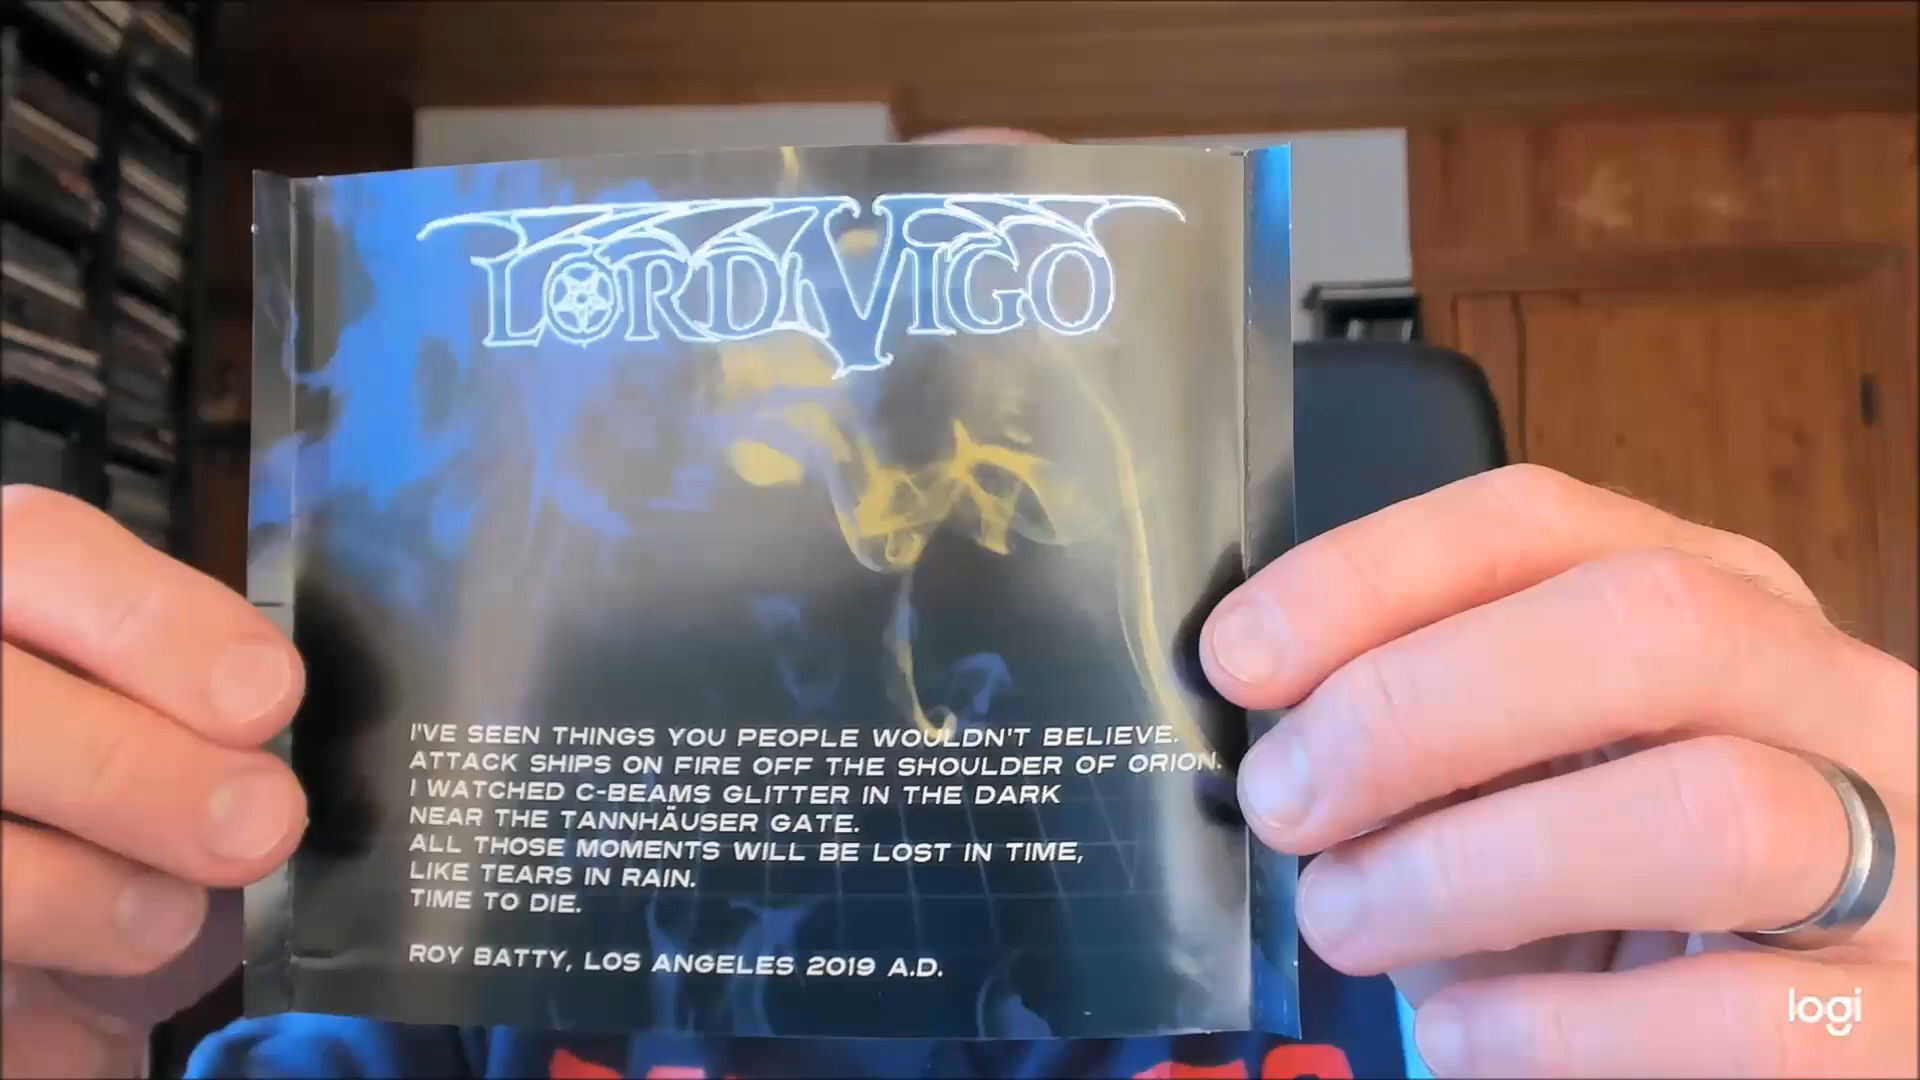 LORD VIGO
I'VE SEEN THINGS YOU PEOPLE WOULDN'T BELIEVE.
ATTACK SHIPS ON FIRE OFF THE SHOULDER OF ORION.
I WATCHED C-BEAMS GLITTER IN THE DARK
NEAR THE TANNHÄUSER GATE.
ALL THOSE MOMENTS WILL BE LOST IN TIME,
LIKE TEARS IN RAIN.
TIME TO DIE.
ROY BATTY, LOS ANGELES 2019 A.D.
logi